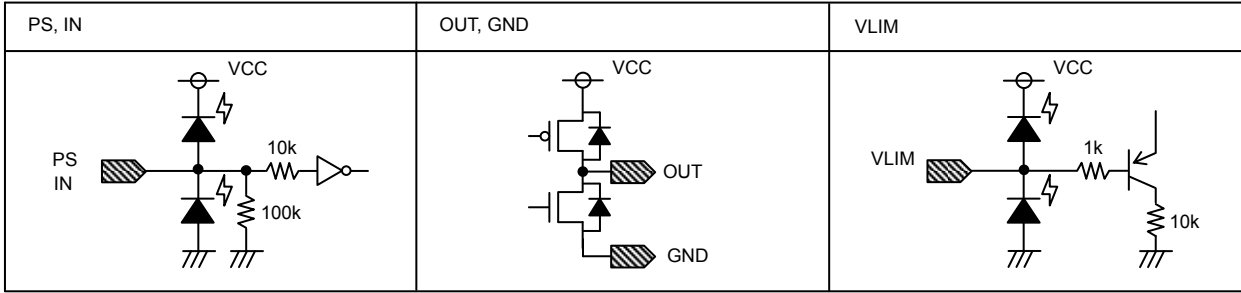 PS, IN
OUT, GND
VLIM
VCC
PS
IN
10k
100k
VCC
OUT
GND
VCC
VLIM
1k
10k